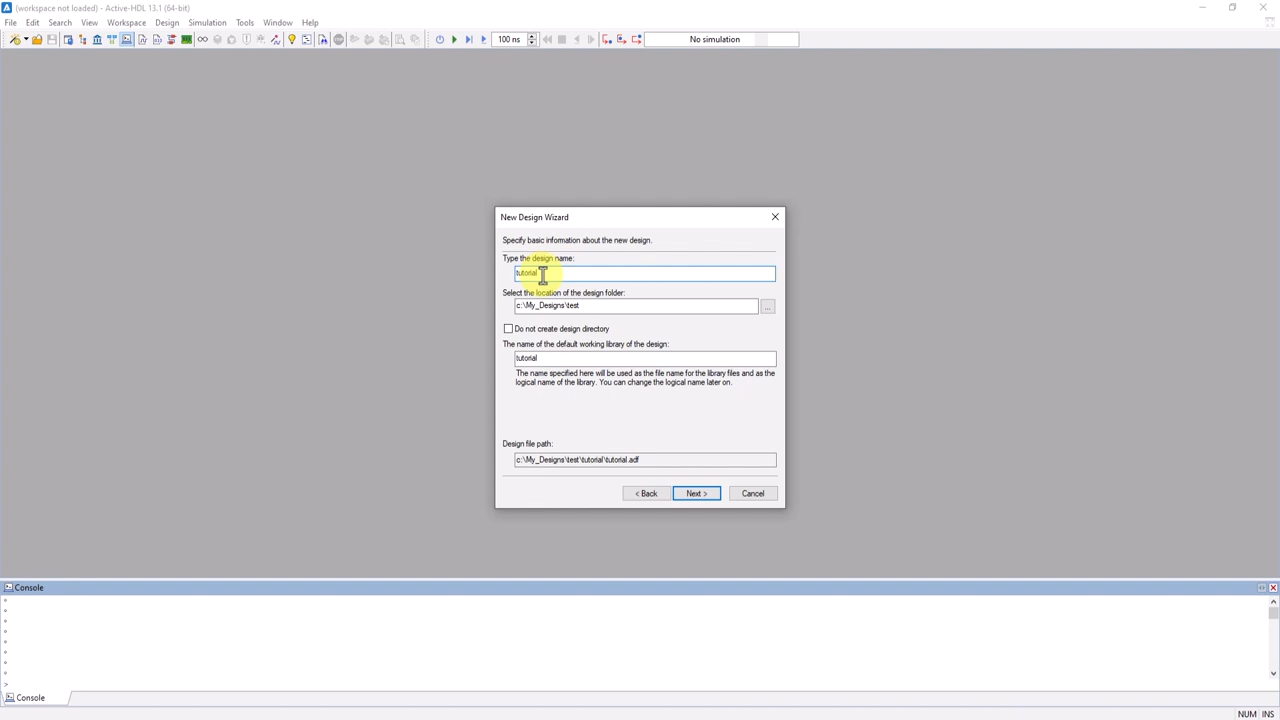 (workspace not loaded) - Active-HDL 13.1 (64-bit)
File Edit Search View Workspace Design Simulation Tools Window Help
100 ns No simulation
New Design Wizard
Specify basic information about the new design.
Type the design name:
tutorial
Select the location of the design folder:
c:\My_Designs\test
...
Do not create design directory
The name of the default working library of the design:
tutorial
The name specified here will be used as the file name for the library files and as the
logical name of the library. You can change the logical name later on.
Design file path:
c:\My_Designs\test\tutorial\tutorial.adf
< Back Next > Cancel
Console
>
Console
NUM INS